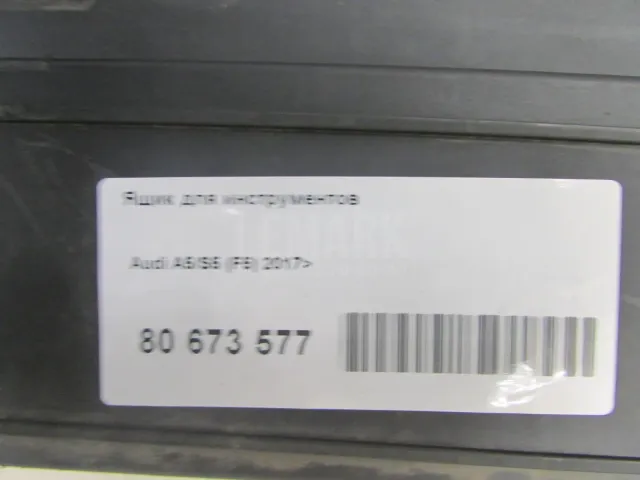 Ящик для инструментов
Audi A5/S5 (F5) 2017>
80 673 577